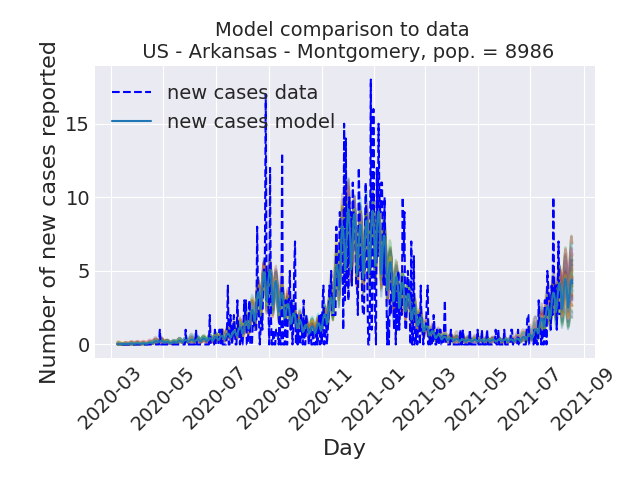 Model comparison to data
US - Arkansas - Montgomery, pop. = 8986
new cases data
new cases model
Number of new cases reported
15
10
5
0
2020-03
2020-05
2020-07
2020-09
2020-11
2021-01
2021-03
2021-05
2021-07
2021-09
Day